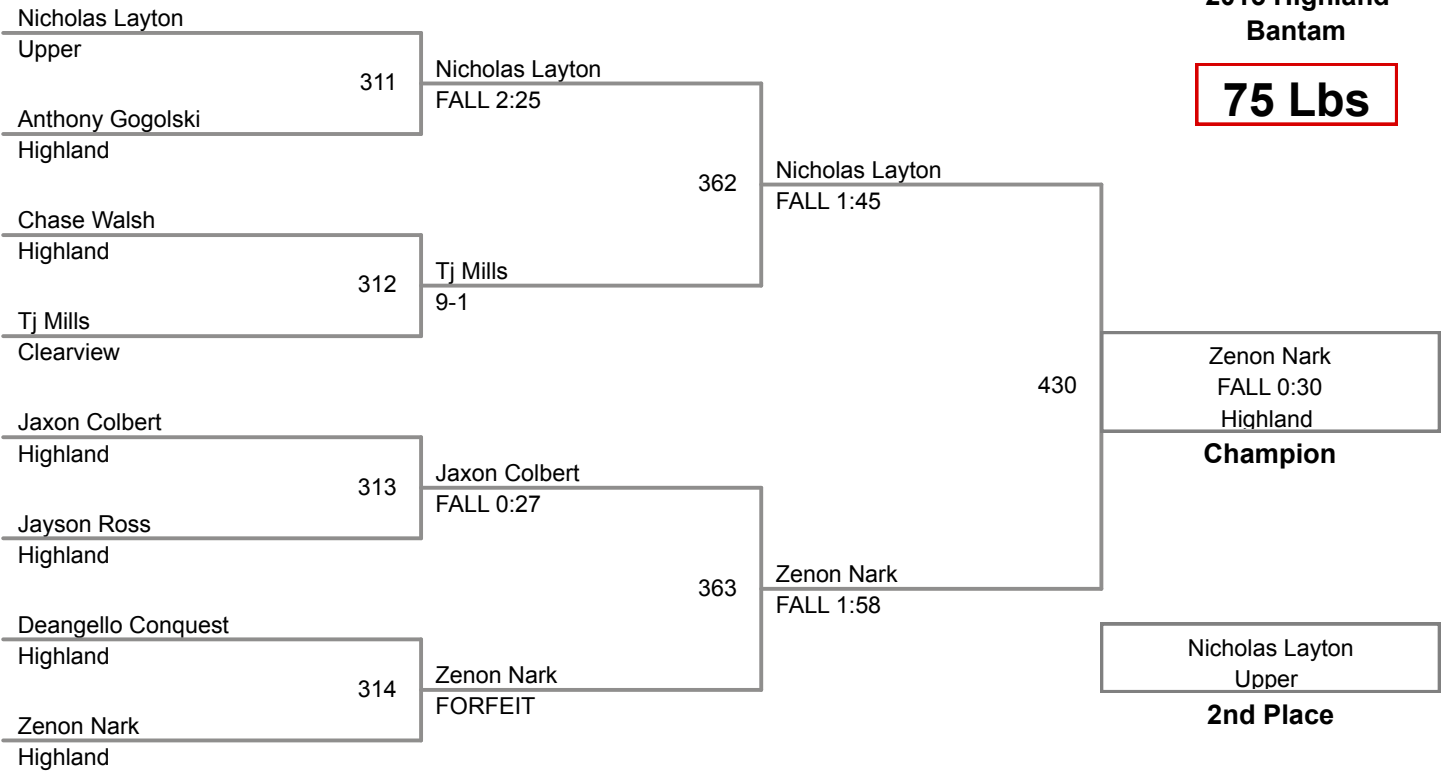 Nicholas Layton
Upper
311
Anthony Gogolski
Highland
Nicholas Layton
FALL 2:25
Chase Walsh
Highland
312
Tj Mills
Clearview
Tj Mills
9-1
362
Nicholas Layton
FALL 1:45
Jaxon Colbert
Highland
313
Jayson Ross
Highland
Jaxon Colbert
FALL 0:27
Deangello Conquest
Highland
314
Zenon Nark
Highland
Zenon Nark
FORFEIT
363
Zenon Nark
FALL 1:58
430
Highland
Bantam
75 Lbs
Zenon Nark
FALL 0:30
Highland
Champion
Nicholas Layton
Upper
2nd Place